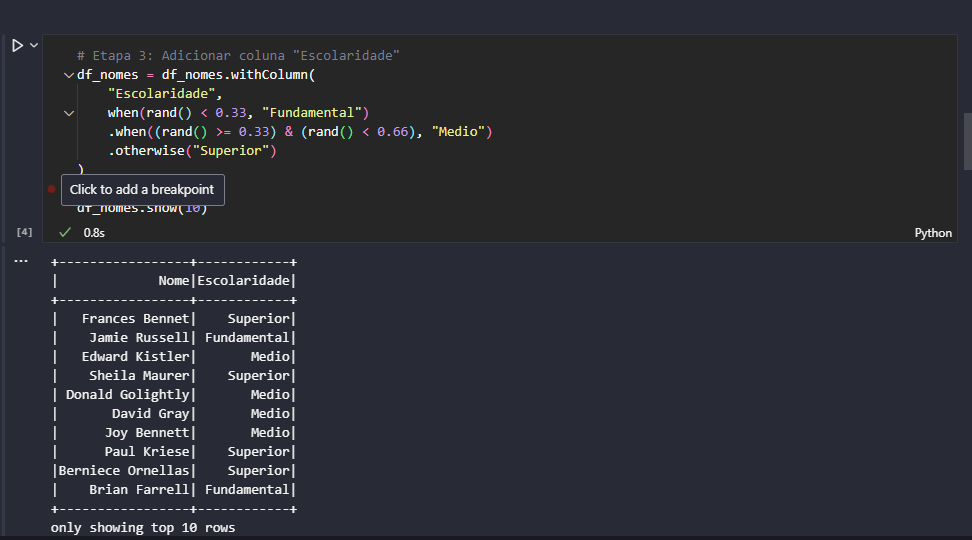 # Etapa 3: Adicionar coluna "Escolaridade"
df_nomes = df_nomes.withColumn(
    "Escolaridade",
    when(rand() < 0.33, "Fundamental")
    .when((rand() >= 0.33) & (rand() < 0.66), "Medio")
    .otherwise("Superior")
)
Click to add a breakpoint
df_nomes.show(10)
[4] 0.8s Python
...
+-----------------+------------+
|             Nome|Escolaridade|
+-----------------+------------+
|   Frances Bennet|    Superior|
|    Jamie Russell| Fundamental|
|   Edward Kistler|       Medio|
|    Sheila Maurer|    Superior|
| Donald Golightly|       Medio|
|       David Gray|       Medio|
|      Joy Bennett|       Medio|
|      Paul Kriese|    Superior|
|Berniece Ornellas|    Superior|
|    Brian Farrell| Fundamental|
+-----------------+------------+
only showing top 10 rows